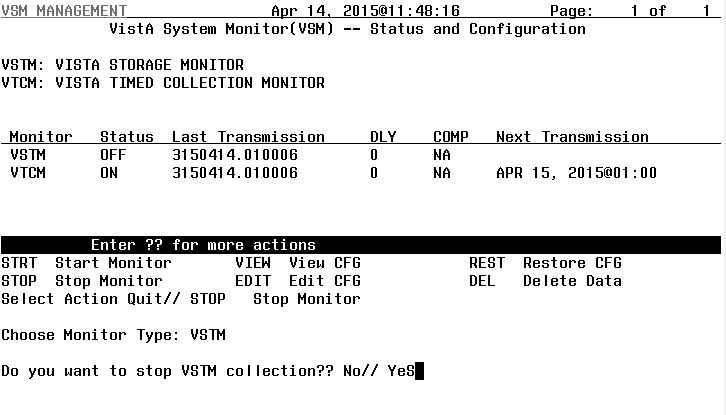 VSM MANAGEMENT Apr 14, 2015@11:48:16 Page: 1 of 1
VistA System Monitor(VSM) -- Status and Configuration
VSTM: VISTA STORAGE MONITOR
VTCM: VISTA TIMED COLLECTION MONITOR
Monitor Status Last Transmission DLY COMP Next Transmission
VSTM OFF 3150414.010006 0 NA
VTCM ON 3150414.010006 0 NA APR 15, 2015@01:00
Enter ?? for more actions
STRT Start Monitor VIEW View CFG REST Restore CFG
STOP Stop Monitor EDIT Edit CFG DEL Delete Data
Select Action Quit// STOP Stop Monitor
Choose Monitor Type: VSTM
Do you want to stop VSTM collection?? No// YeS